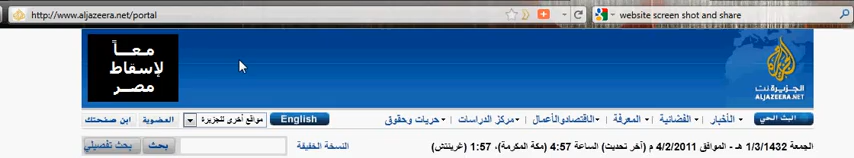 http://www.aljazeera.net/portal
website screen shot and share
معاً
لإسقاط
مصر
الجزيرة نت
ALJAZEERA.NET
البث الحي الأخبار الفضائية المعرفة الاقتصاد والأعمال مركز الدراسات حريات وحقوق English مواقع أخرى للجزيرة العضوية ابن صفحتك
الجمعة 1/3/1432 هـ - الموافق 4/2/2011 م (آخر تحديث) الساعة 4:57 (مكة المكرمة)، 1:57 (غرينتش) النسخة الخفيفة بحث بحث تفصيلي